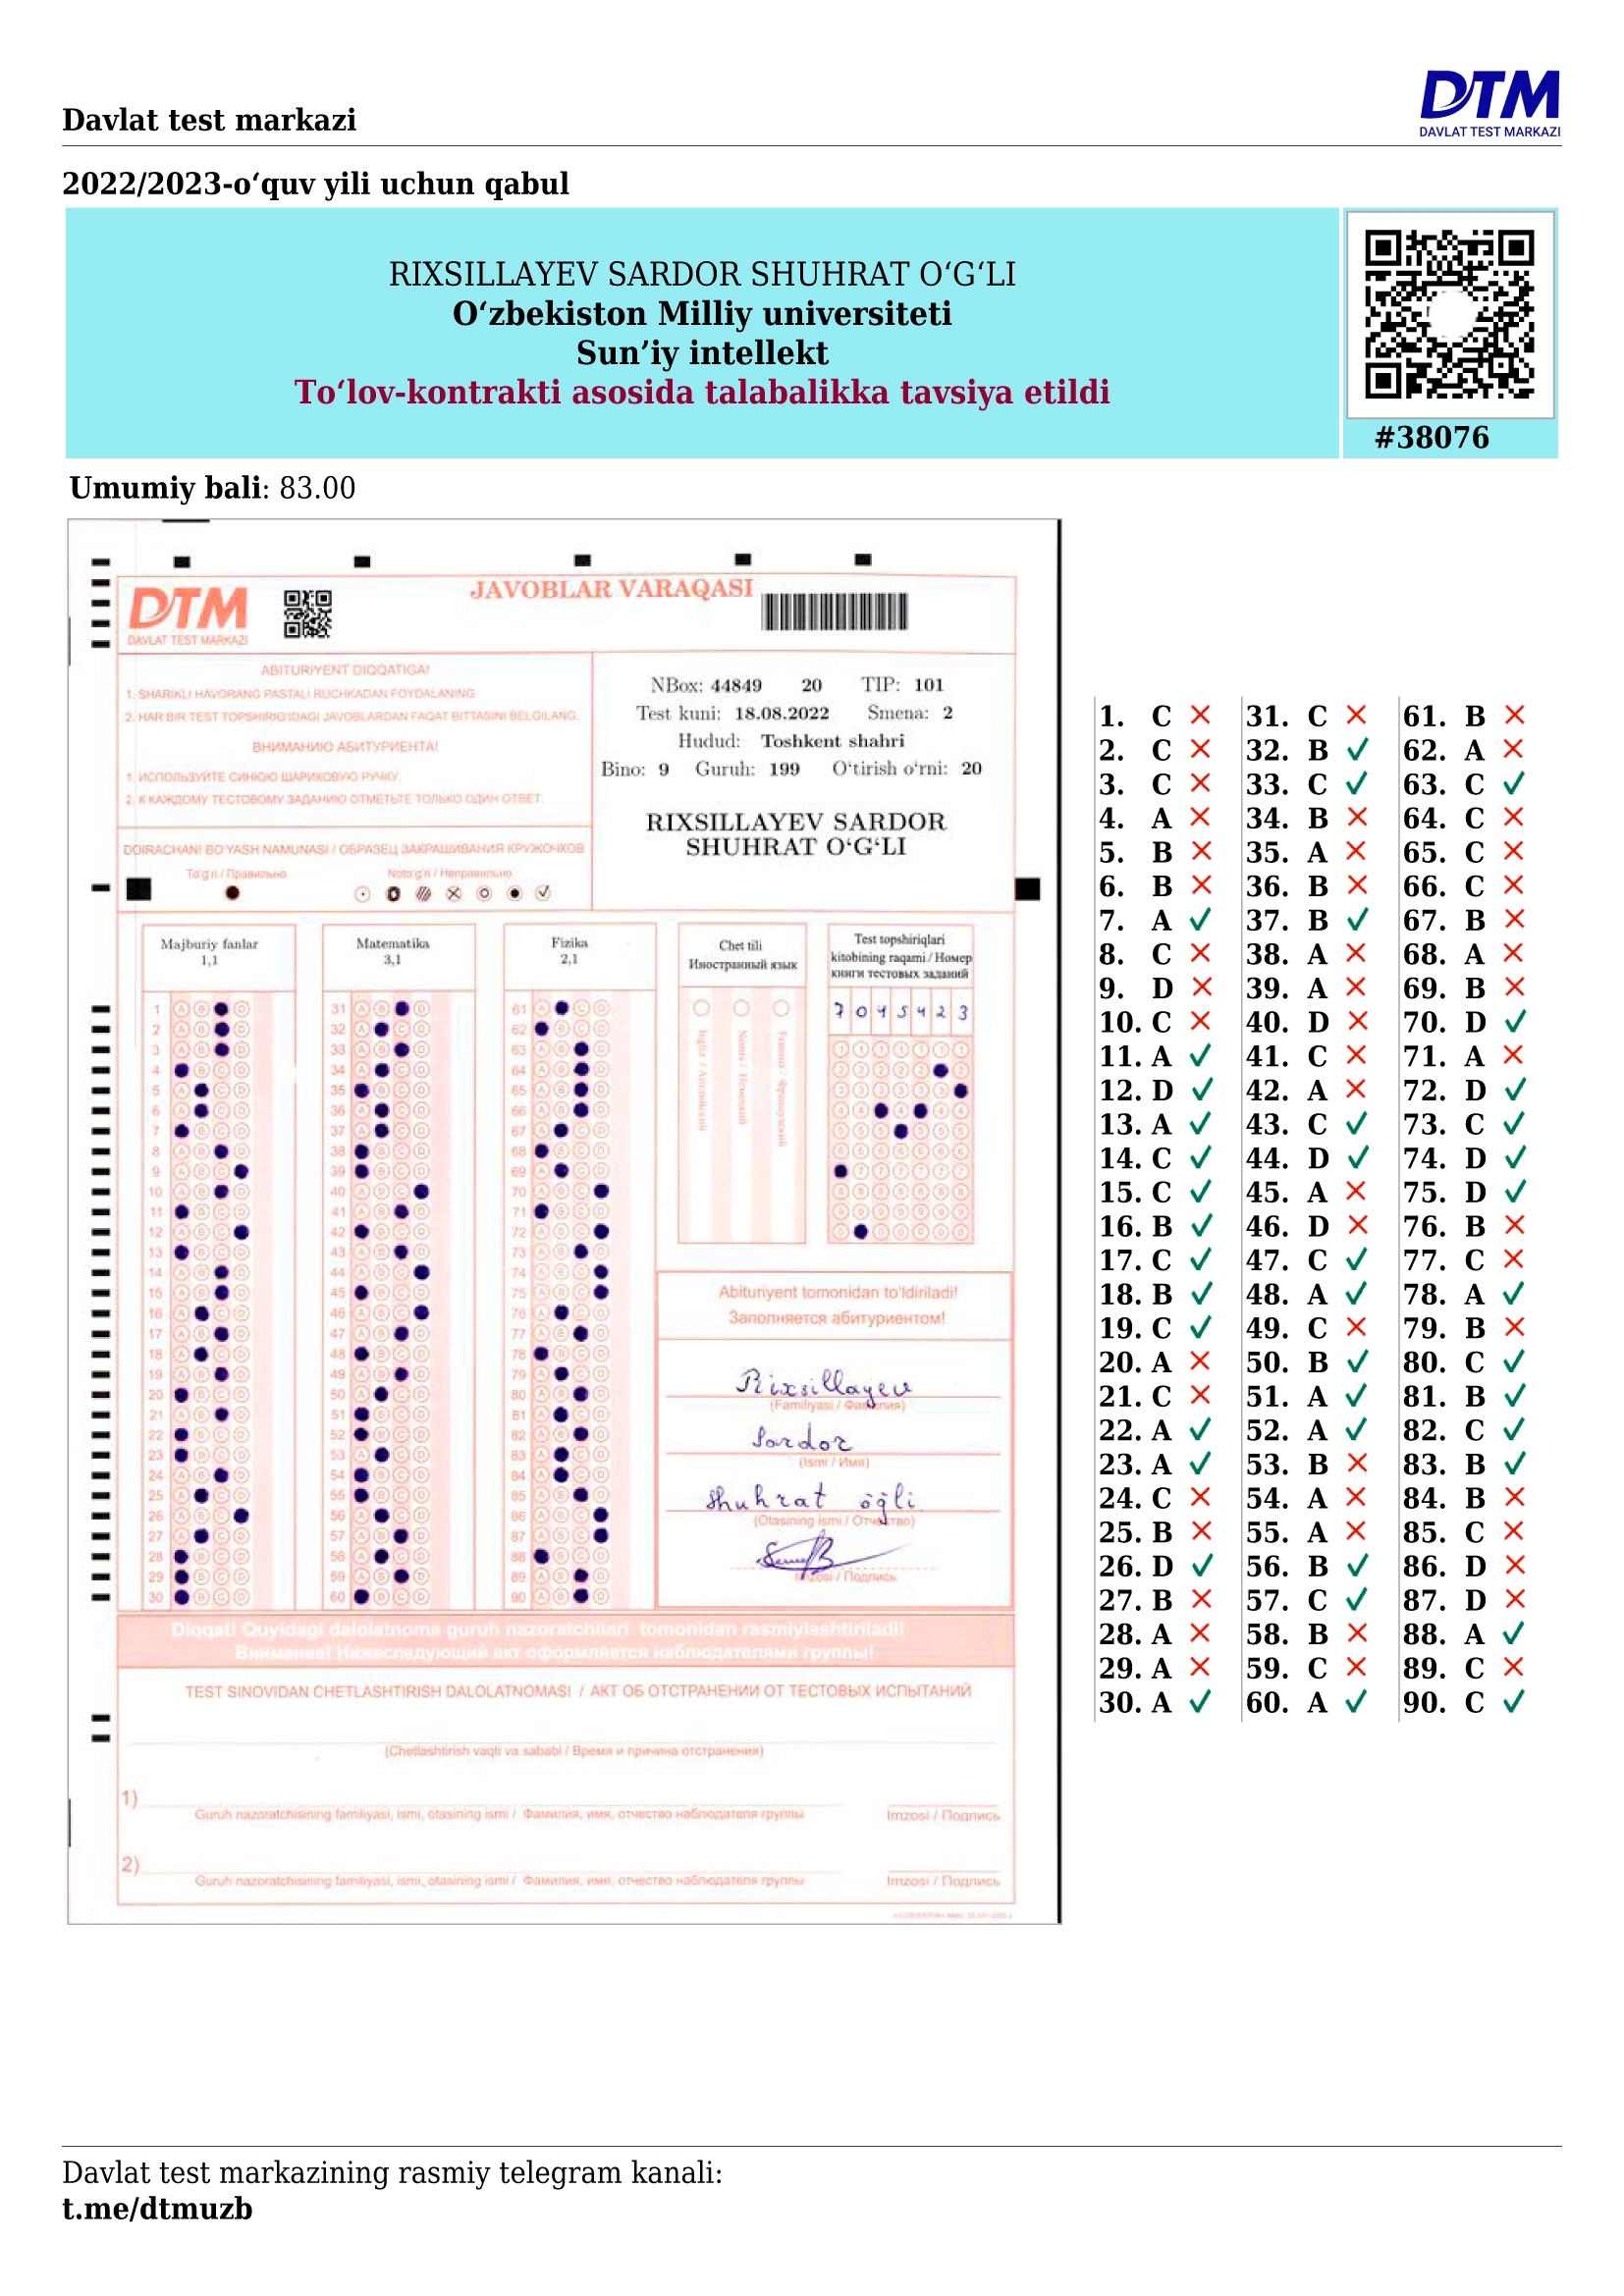 DTM
DAVLAT TEST MARKAZI
Davlat test markazi
2022/2023-o‘quv yili uchun qabul
RIXSILLAYEV SARDOR SHUHRAT O‘G‘LI
O‘zbekiston Milliy universiteti
Sun’iy intellekt
To‘lov-kontrakti asosida talabalikka tavsiya etildi
#38076
Umumiy bali: 83.00
JAVOBLAR VARAQASI
DTM
DAVLAT TEST MARKAZI
ABITURIYENT DIQQATIGA!
1. SHARIKLI HAVORANG PASTALI RUCHKADAN FOYDALANING.
2. HAR BIR TEST TOPSHIRIG'IDAGI JAVOBLARDAN FAQAT BITTASINI BELGILANG.
ВНИМАНИЮ АБИТУРИЕНТА!
1. ИСПОЛЬЗУЙТЕ СИНЮЮ ШАРИКОВУЮ РУЧКУ.
2. К КАЖДОМУ ТЕСТОВОМУ ЗАДАНИЮ ОТМЕТЬТЕ ТОЛЬКО ОДИН ОТВЕТ.
DOIRACHANI BO'YASH NAMUNASI / ОБРАЗЕЦ ЗАКРАШИВАНИЯ КРУЖОЧКОВ
To'g'ri / Правильно Noto'g'ri / Неправильно
NBox: 44849 20 TIP: 101
Test kuni: 18.08.2022 Smena: 2
Hudud: Toshkent shahri
Bino: 9 Guruh: 199 O‘tirish o‘rni: 20
RIXSILLAYEV SARDOR
SHUHRAT O‘G‘LI
Majburiy fanlar
1,1
Matematika
3,1
Fizika
2,1
Chet tili
Иностранный язык
Test topshiriqlari
kitobining raqami / Номер
книги тестовых заданий
7 0 4 5 4 2 3
Ingliz / Английский
Nemis / Немецкий
Fransuz / Французский
Abituriyent tomonidan to'ldiriladi!
Заполняется абитуриентом!
Rixsillayev
(Familiyasi / Фамилия)
Sardor
(Ismi / Имя)
Shuhrat o'g'li
(Otasining ismi / Отчество)
Imzosi / Подпись
Diqqat! Quyidagi dalolatnoma guruh nazoratchilari tomonidan rasmiylashtiriladi!
Внимание! Нижеследующий акт оформляется наблюдателями группы!
TEST SINOVIDAN CHETLASHTIRISH DALOLATNOMASI / АКТ ОБ ОТСТРАНЕНИИ ОТ ТЕСТОВЫХ ИСПЫТАНИЙ
(Chetlashtirish vaqti va sababi / Время и причина отстранения)
1)
Guruh nazoratchisining familiyasi, ismi, otasining ismi / Фамилия, имя, отчество наблюдателя группы Imzosi / Подпись
2)
Guruh nazoratchisining familiyasi, ismi, otasining ismi / Фамилия, имя, отчество наблюдателя группы Imzosi / Подпись
1. C ✕ 31. C ✕ 61. B ✕
2. C ✕ 32. B ✓ 62. A ✕
3. C ✕ 33. C ✓ 63. C ✓
4. A ✕ 34. B ✕ 64. C ✕
5. B ✕ 35. A ✕ 65. C ✕
6. B ✕ 36. B ✕ 66. C ✕
7. A ✓ 37. B ✓ 67. B ✕
8. C ✕ 38. A ✕ 68. A ✕
9. D ✕ 39. A ✕ 69. B ✕
10. C ✕ 40. D ✕ 70. D ✓
11. A ✓ 41. C ✕ 71. A ✕
12. D ✓ 42. A ✕ 72. D ✓
13. A ✓ 43. C ✓ 73. C ✓
14. C ✓ 44. D ✓ 74. D ✓
15. C ✓ 45. A ✕ 75. D ✓
16. B ✓ 46. D ✕ 76. B ✕
17. C ✓ 47. C ✓ 77. C ✕
18. B ✓ 48. A ✓ 78. A ✓
19. C ✓ 49. C ✕ 79. B ✕
20. A ✕ 50. B ✓ 80. C ✓
21. C ✕ 51. A ✓ 81. B ✓
22. A ✓ 52. A ✓ 82. C ✓
23. A ✓ 53. B ✕ 83. B ✓
24. C ✕ 54. A ✕ 84. B ✕
25. B ✕ 55. A ✕ 85. C ✕
26. D ✓ 56. B ✓ 86. D ✕
27. B ✕ 57. C ✓ 87. D ✕
28. A ✕ 58. B ✕ 88. A ✓
29. A ✕ 59. C ✕ 89. C ✕
30. A ✓ 60. A ✓ 90. C ✓
Davlat test markazining rasmiy telegram kanali:
t.me/dtmuzb